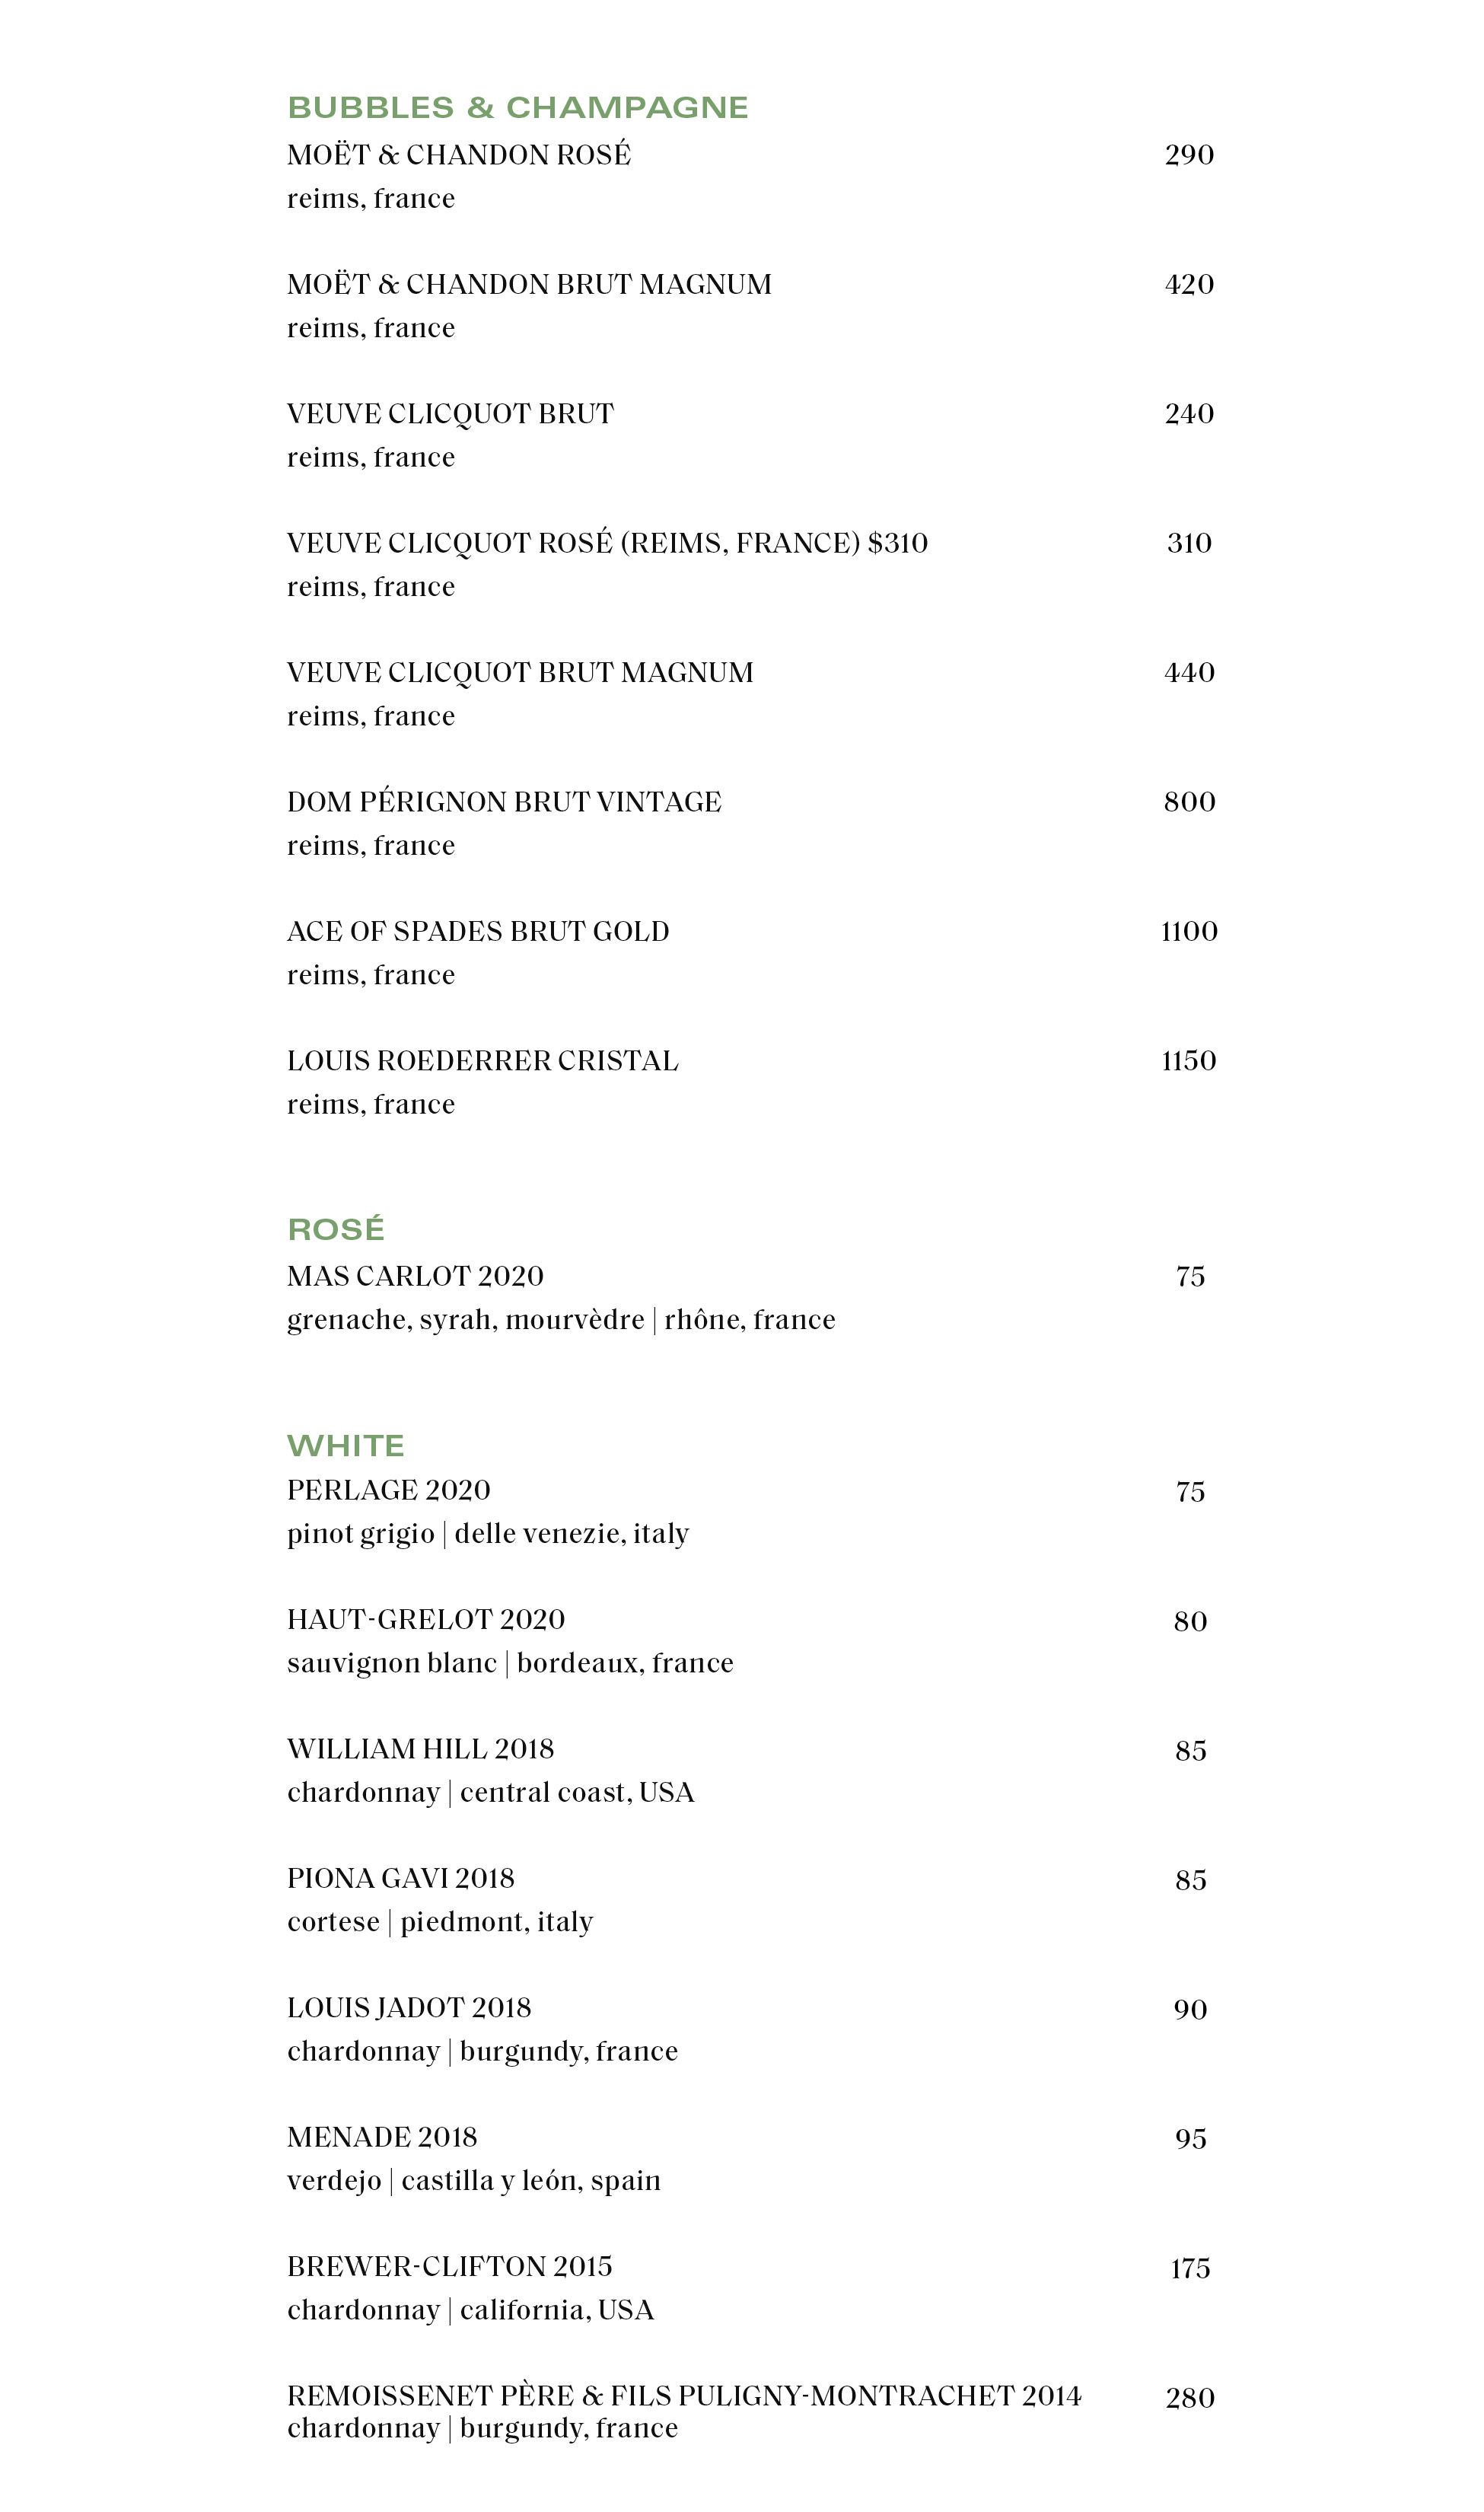 BUBBLES & CHAMPAGNE
MOËT & CHANDON ROSÉ 290
reims, france
MOËT & CHANDON BRUT MAGNUM 420
reims, france
VEUVE CLICQUOT BRUT 240
reims, france
VEUVE CLICQUOT ROSÉ (REIMS, FRANCE) $310 310
reims, france
VEUVE CLICQUOT BRUT MAGNUM 440
reims, france
DOM PÉRIGNON BRUT VINTAGE 800
reims, france
ACE OF SPADES BRUT GOLD 1100
reims, france
LOUIS ROEDERRER CRISTAL 1150
reims, france
ROSÉ
MAS CARLOT 2020 75
grenache, syrah, mourvèdre | rhône, france
WHITE
PERLAGE 2020 75
pinot grigio | delle venezie, italy
HAUT-GRELOT 2020 80
sauvignon blanc | bordeaux, france
WILLIAM HILL 2018 85
chardonnay | central coast, USA
PIONA GAVI 2018 85
cortese | piedmont, italy
LOUIS JADOT 2018 90
chardonnay | burgundy, france
MENADE 2018 95
verdejo | castilla y león, spain
BREWER-CLIFTON 2015 175
chardonnay | california, USA
REMOISSENET PÈRE & FILS PULIGNY-MONTRACHET 2014 280
chardonnay | burgundy, france